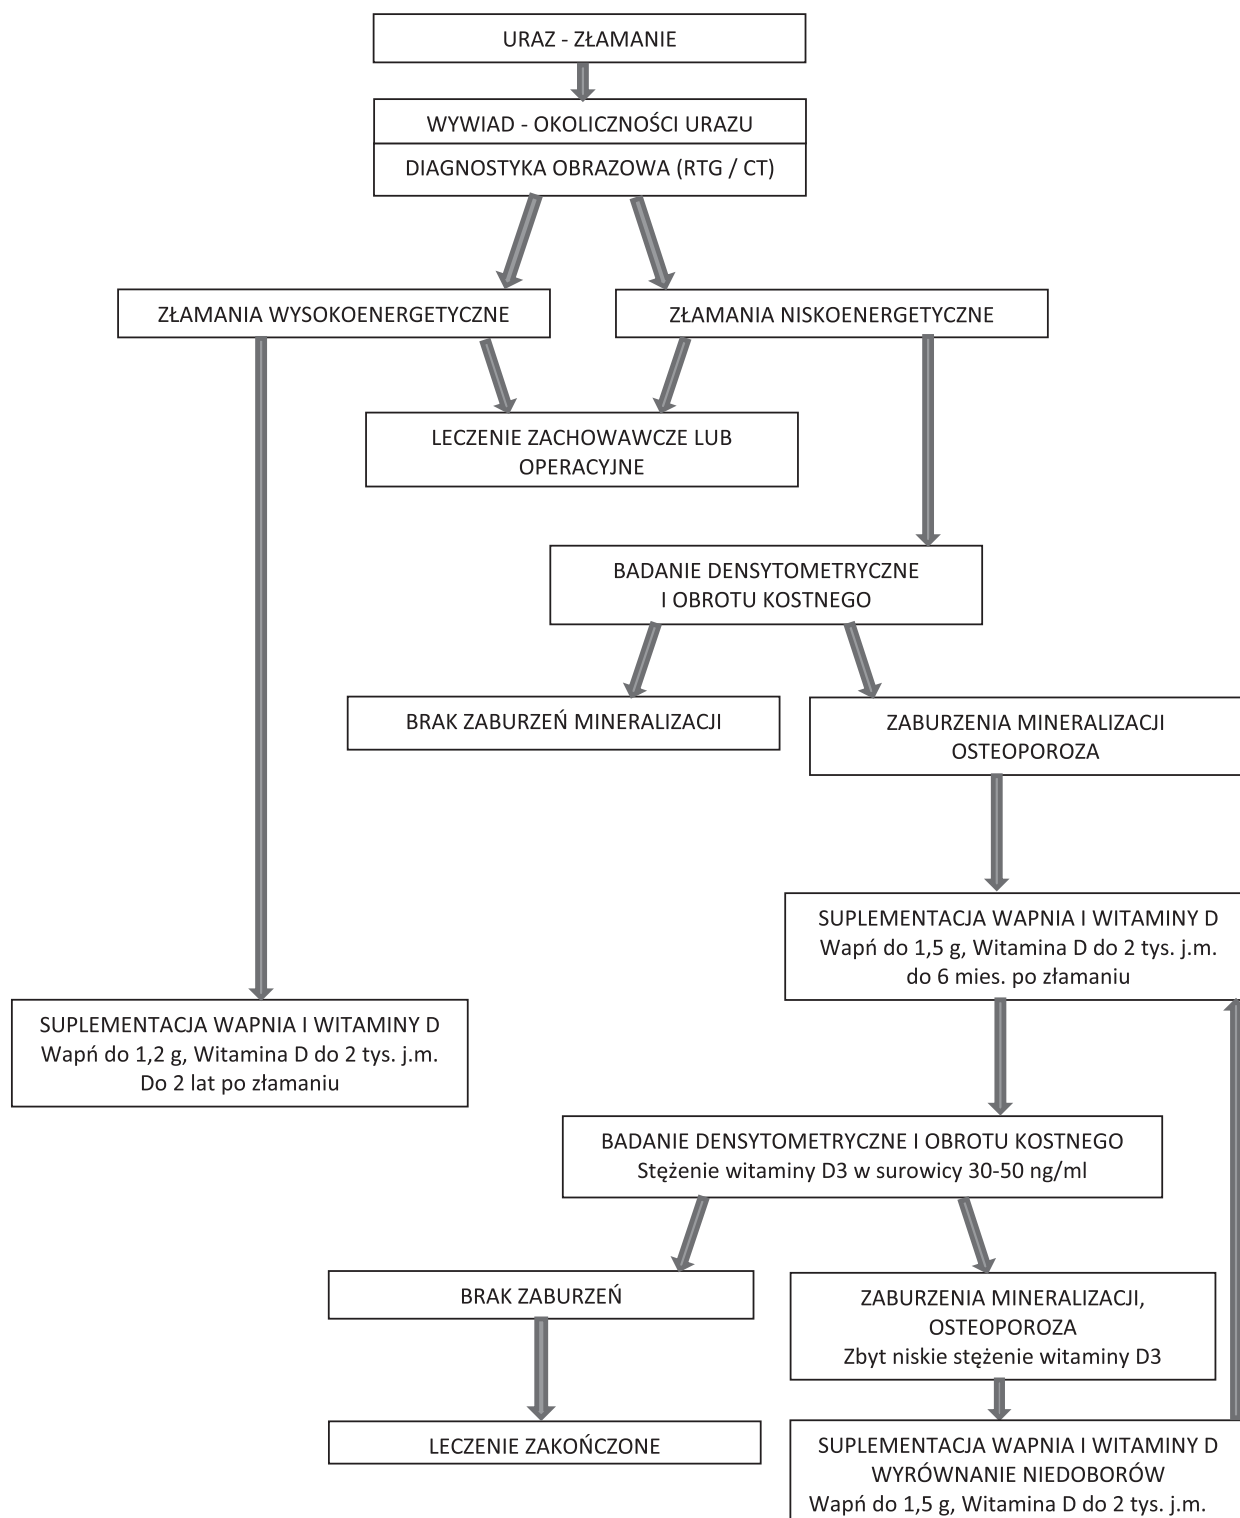 URAZ - ZŁAMANIE
WYWIAD - OKOLICZNOŚCI URAZU
DIAGNOSTYKA OBRAZOWA (RTG / CT)
ZŁAMANIA WYSOKOENERGETYCZNE
ZŁAMANIA NISKOENERGETYCZNE
LECZENIE ZACHOWAWCZE LUB
OPERACYJNE
BADANIE DENSYTOMETRYCZNE
I OBROTU KOSTNEGO
BRAK ZABURZEŃ MINERALIZACJI
ZABURZENIA MINERALIZACJI
OSTEOPOROZA
SUPLEMENTACJA WAPNIA I WITAMINY D
Wapń do 1,5 g, Witamina D do 2 tys. j.m.
do 6 mies. po złamaniu
SUPLEMENTACJA WAPNIA I WITAMINY D
Wapń do 1,2 g, Witamina D do 2 tys. j.m.
Do 2 lat po złamaniu
BADANIE DENSYTOMETRYCZNE I OBROTU KOSTNEGO
Stężenie witaminy D3 w surowicy 30-50 ng/ml
BRAK ZABURZEŃ
ZABURZENIA MINERALIZACJI,
OSTEOPOROZA
Zbyt niskie stężenie witaminy D3
LECZENIE ZAKOŃCZONE
SUPLEMENTACJA WAPNIA I WITAMINY D
WYRÓWNANIE NIEDOBORÓW
Wapń do 1,5 g, Witamina D do 2 tys. j.m.